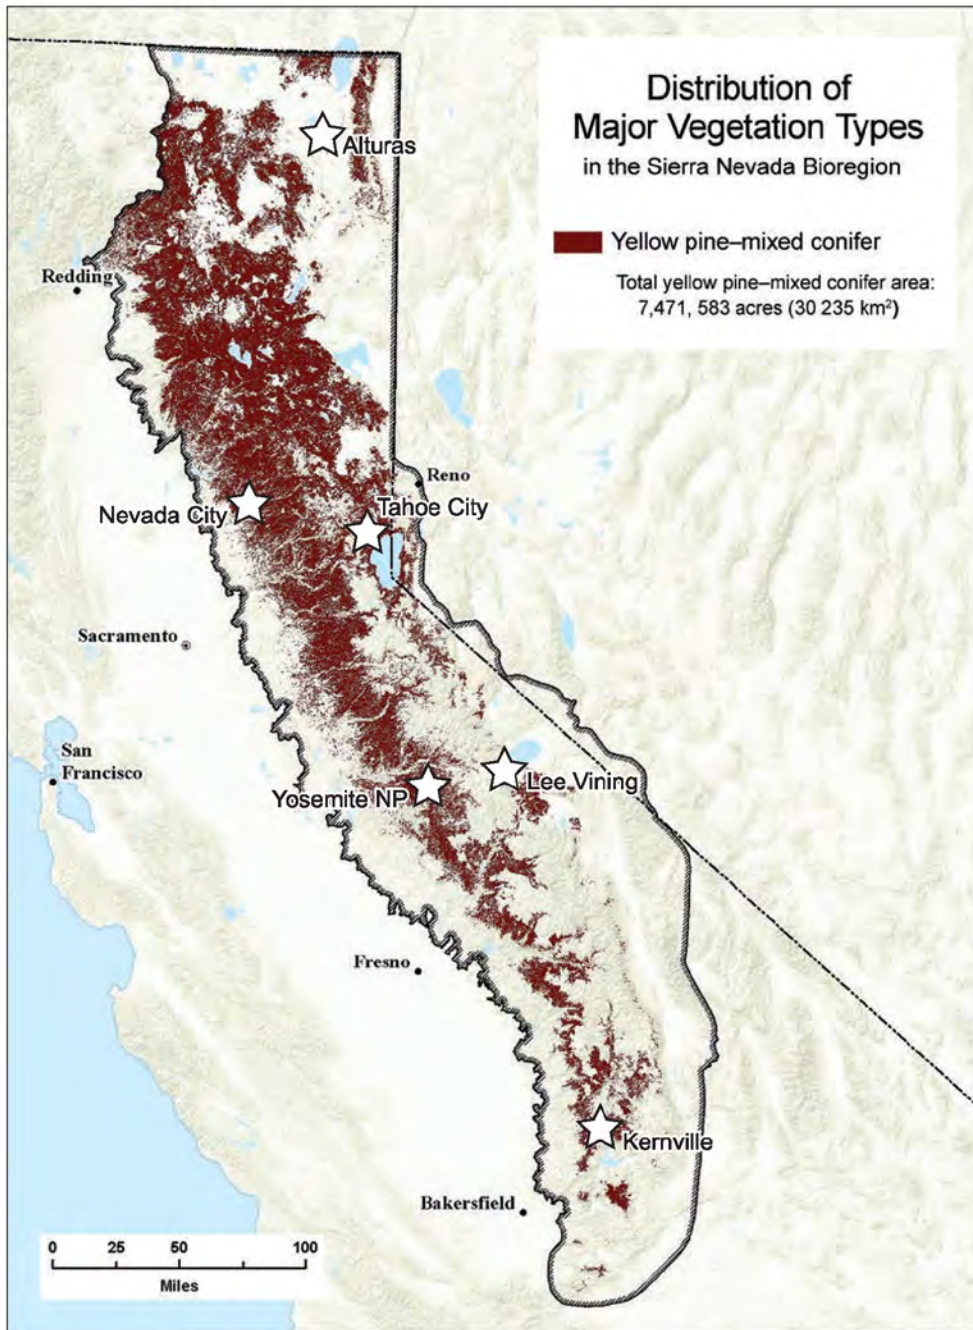 Distribution of
Major Vegetation Types
in the Sierra Nevada Bioregion
Yellow pine–mixed conifer
Total yellow pine–mixed conifer area:
7,471, 583 acres (30 235 km²)
Alturas
Redding
Reno
Nevada City
Tahoe City
Sacramento
San
Francisco
Yosemite NP
Lee Vining
Fresno
Kernville
Bakersfield
0 25 50 100
Miles